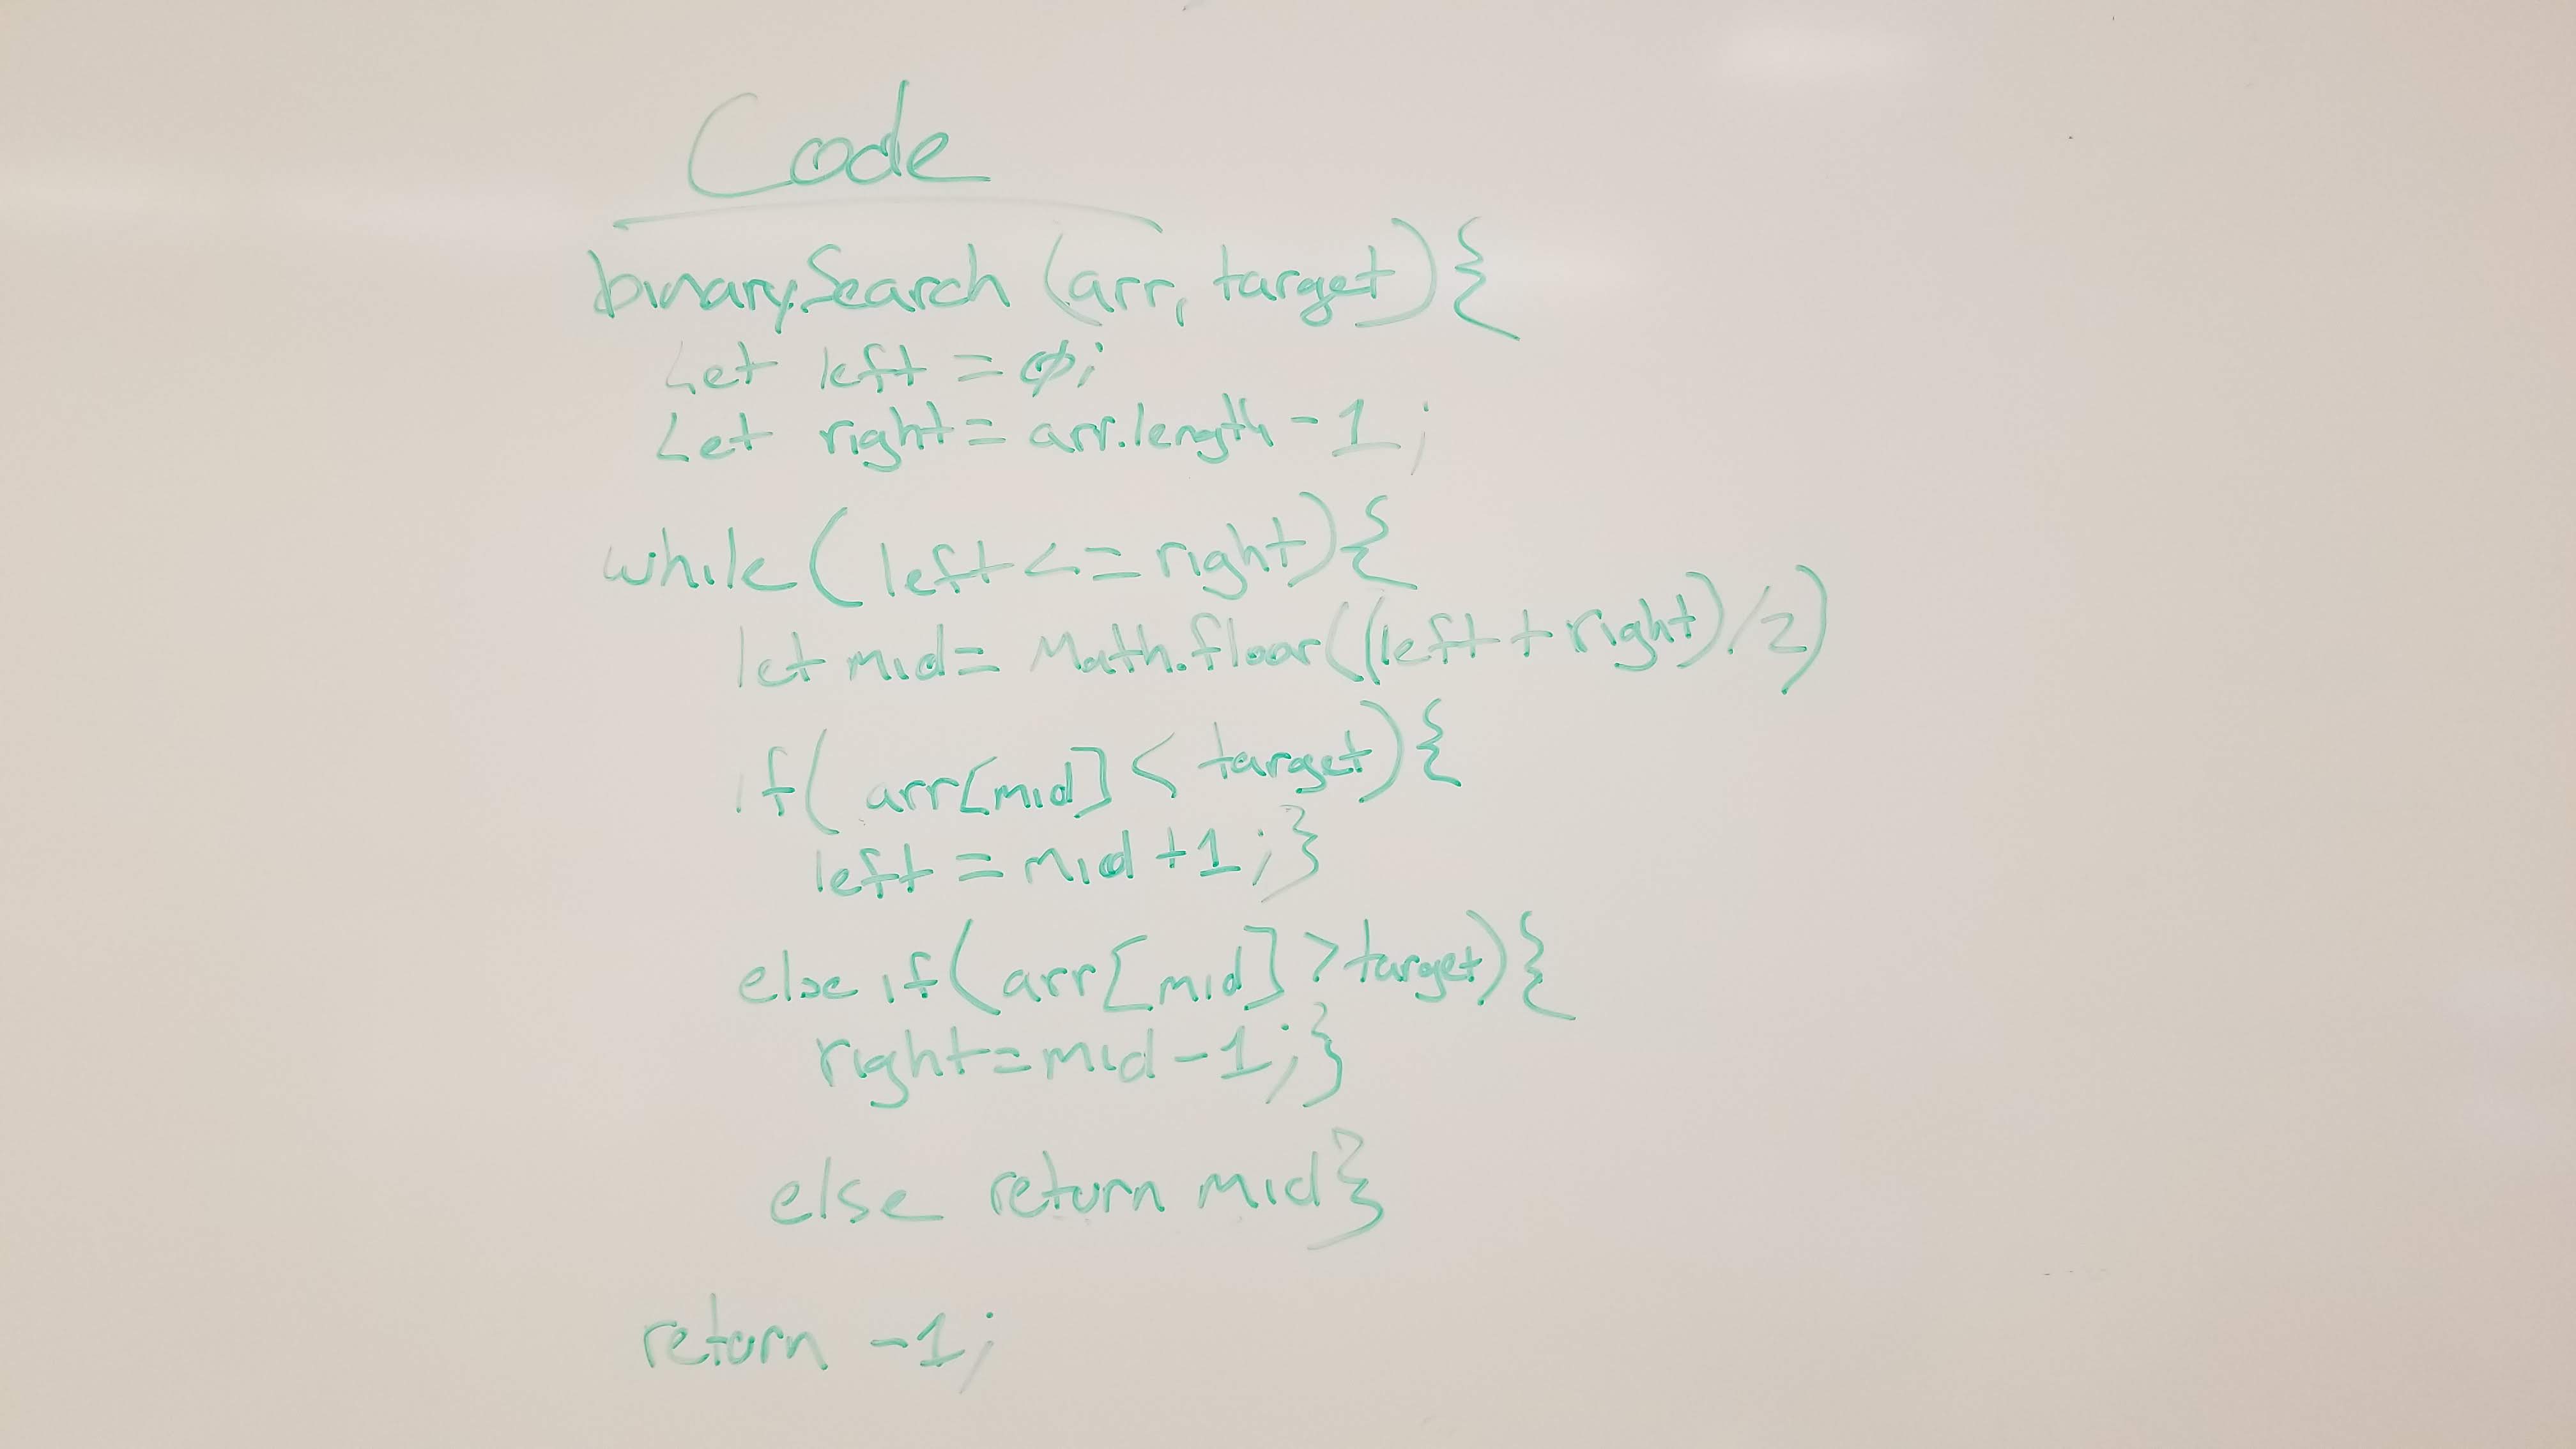 Code
binarySearch (arr, target){
Let left = 0;
Let right = arr.length - 1;
while (left <= right){
let mid = Math.floor((left + right)/2)
if( arr[mid] < target){
left = mid + 1;}
else if (arr[mid] > target){
right = mid - 1;}
else return mid}
return -1;